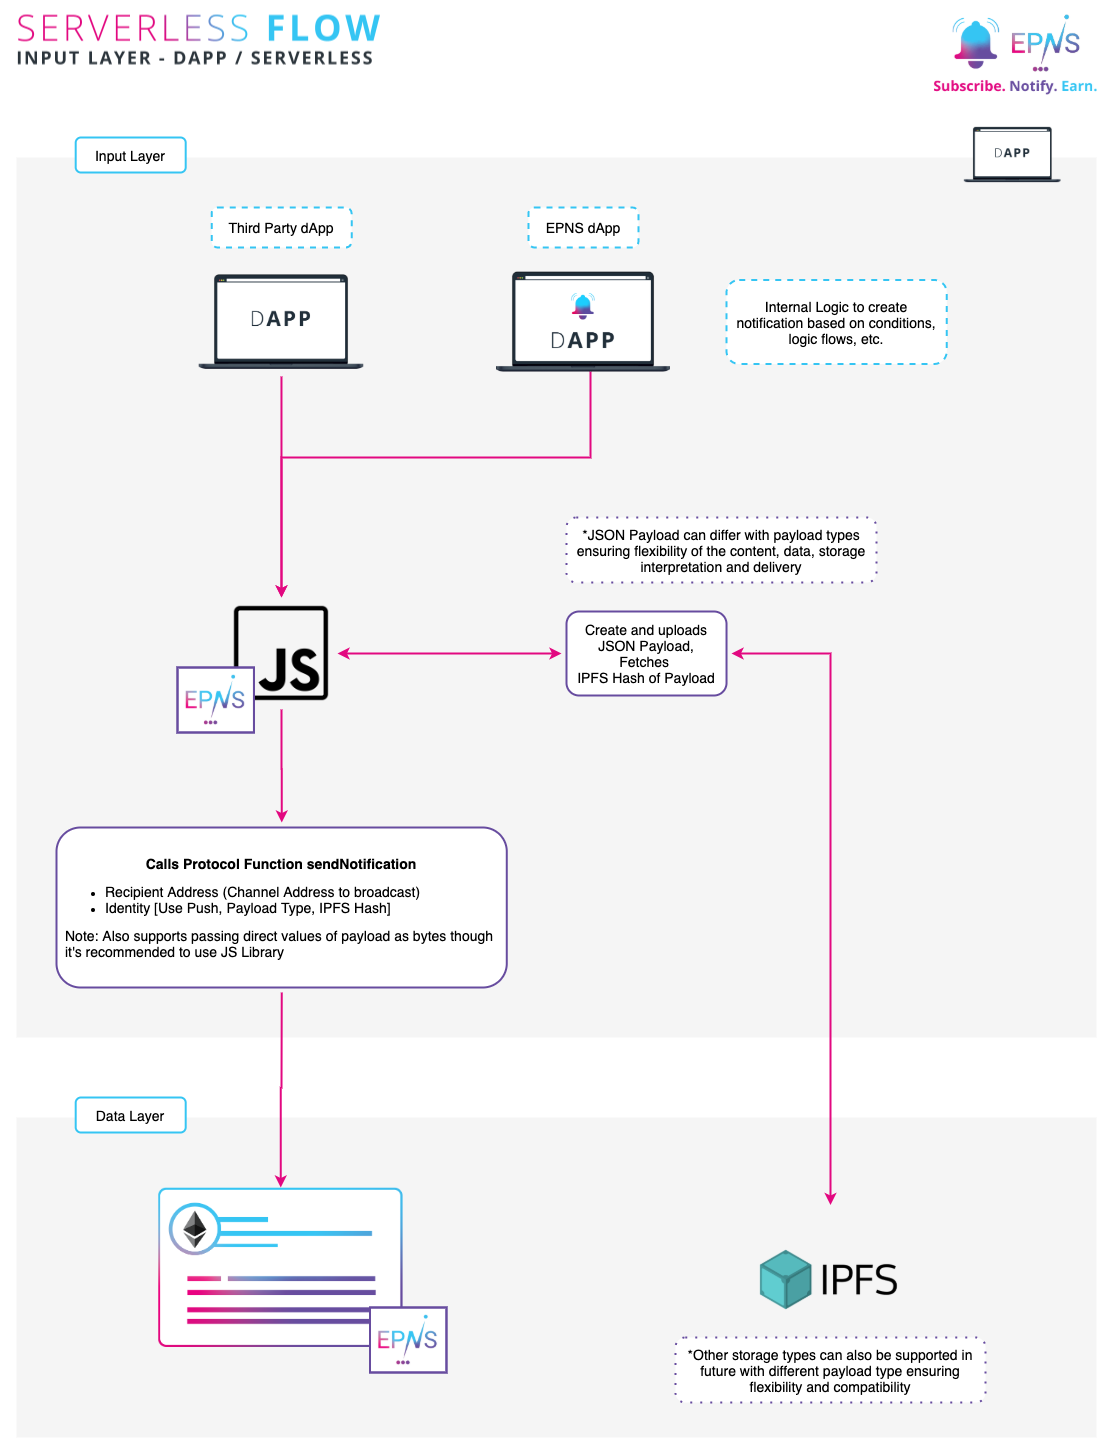 SERVERLESS FLOW
INPUT LAYER - DAPP / SERVERLESS
EPNS
Subscribe. Notify. Earn.
DAPP
Input Layer
Third Party dApp
EPNS dApp
DAPP
DAPP
Internal Logic to create
notification based on conditions,
logic flows, etc.
*JSON Payload can differ with payload types
ensuring flexibility of the content, data, storage
interpretation and delivery
JS
EPNS
Create and uploads
JSON Payload,
Fetches
IPFS Hash of Payload
Calls Protocol Function sendNotification
• Recipient Address (Channel Address to broadcast)
• Identity [Use Push, Payload Type, IPFS Hash]
Note: Also supports passing direct values of payload as bytes though
it's recommended to use JS Library
Data Layer
EPNS
IPFS
*Other storage types can also be supported in
future with different payload type ensuring
flexibility and compatibility